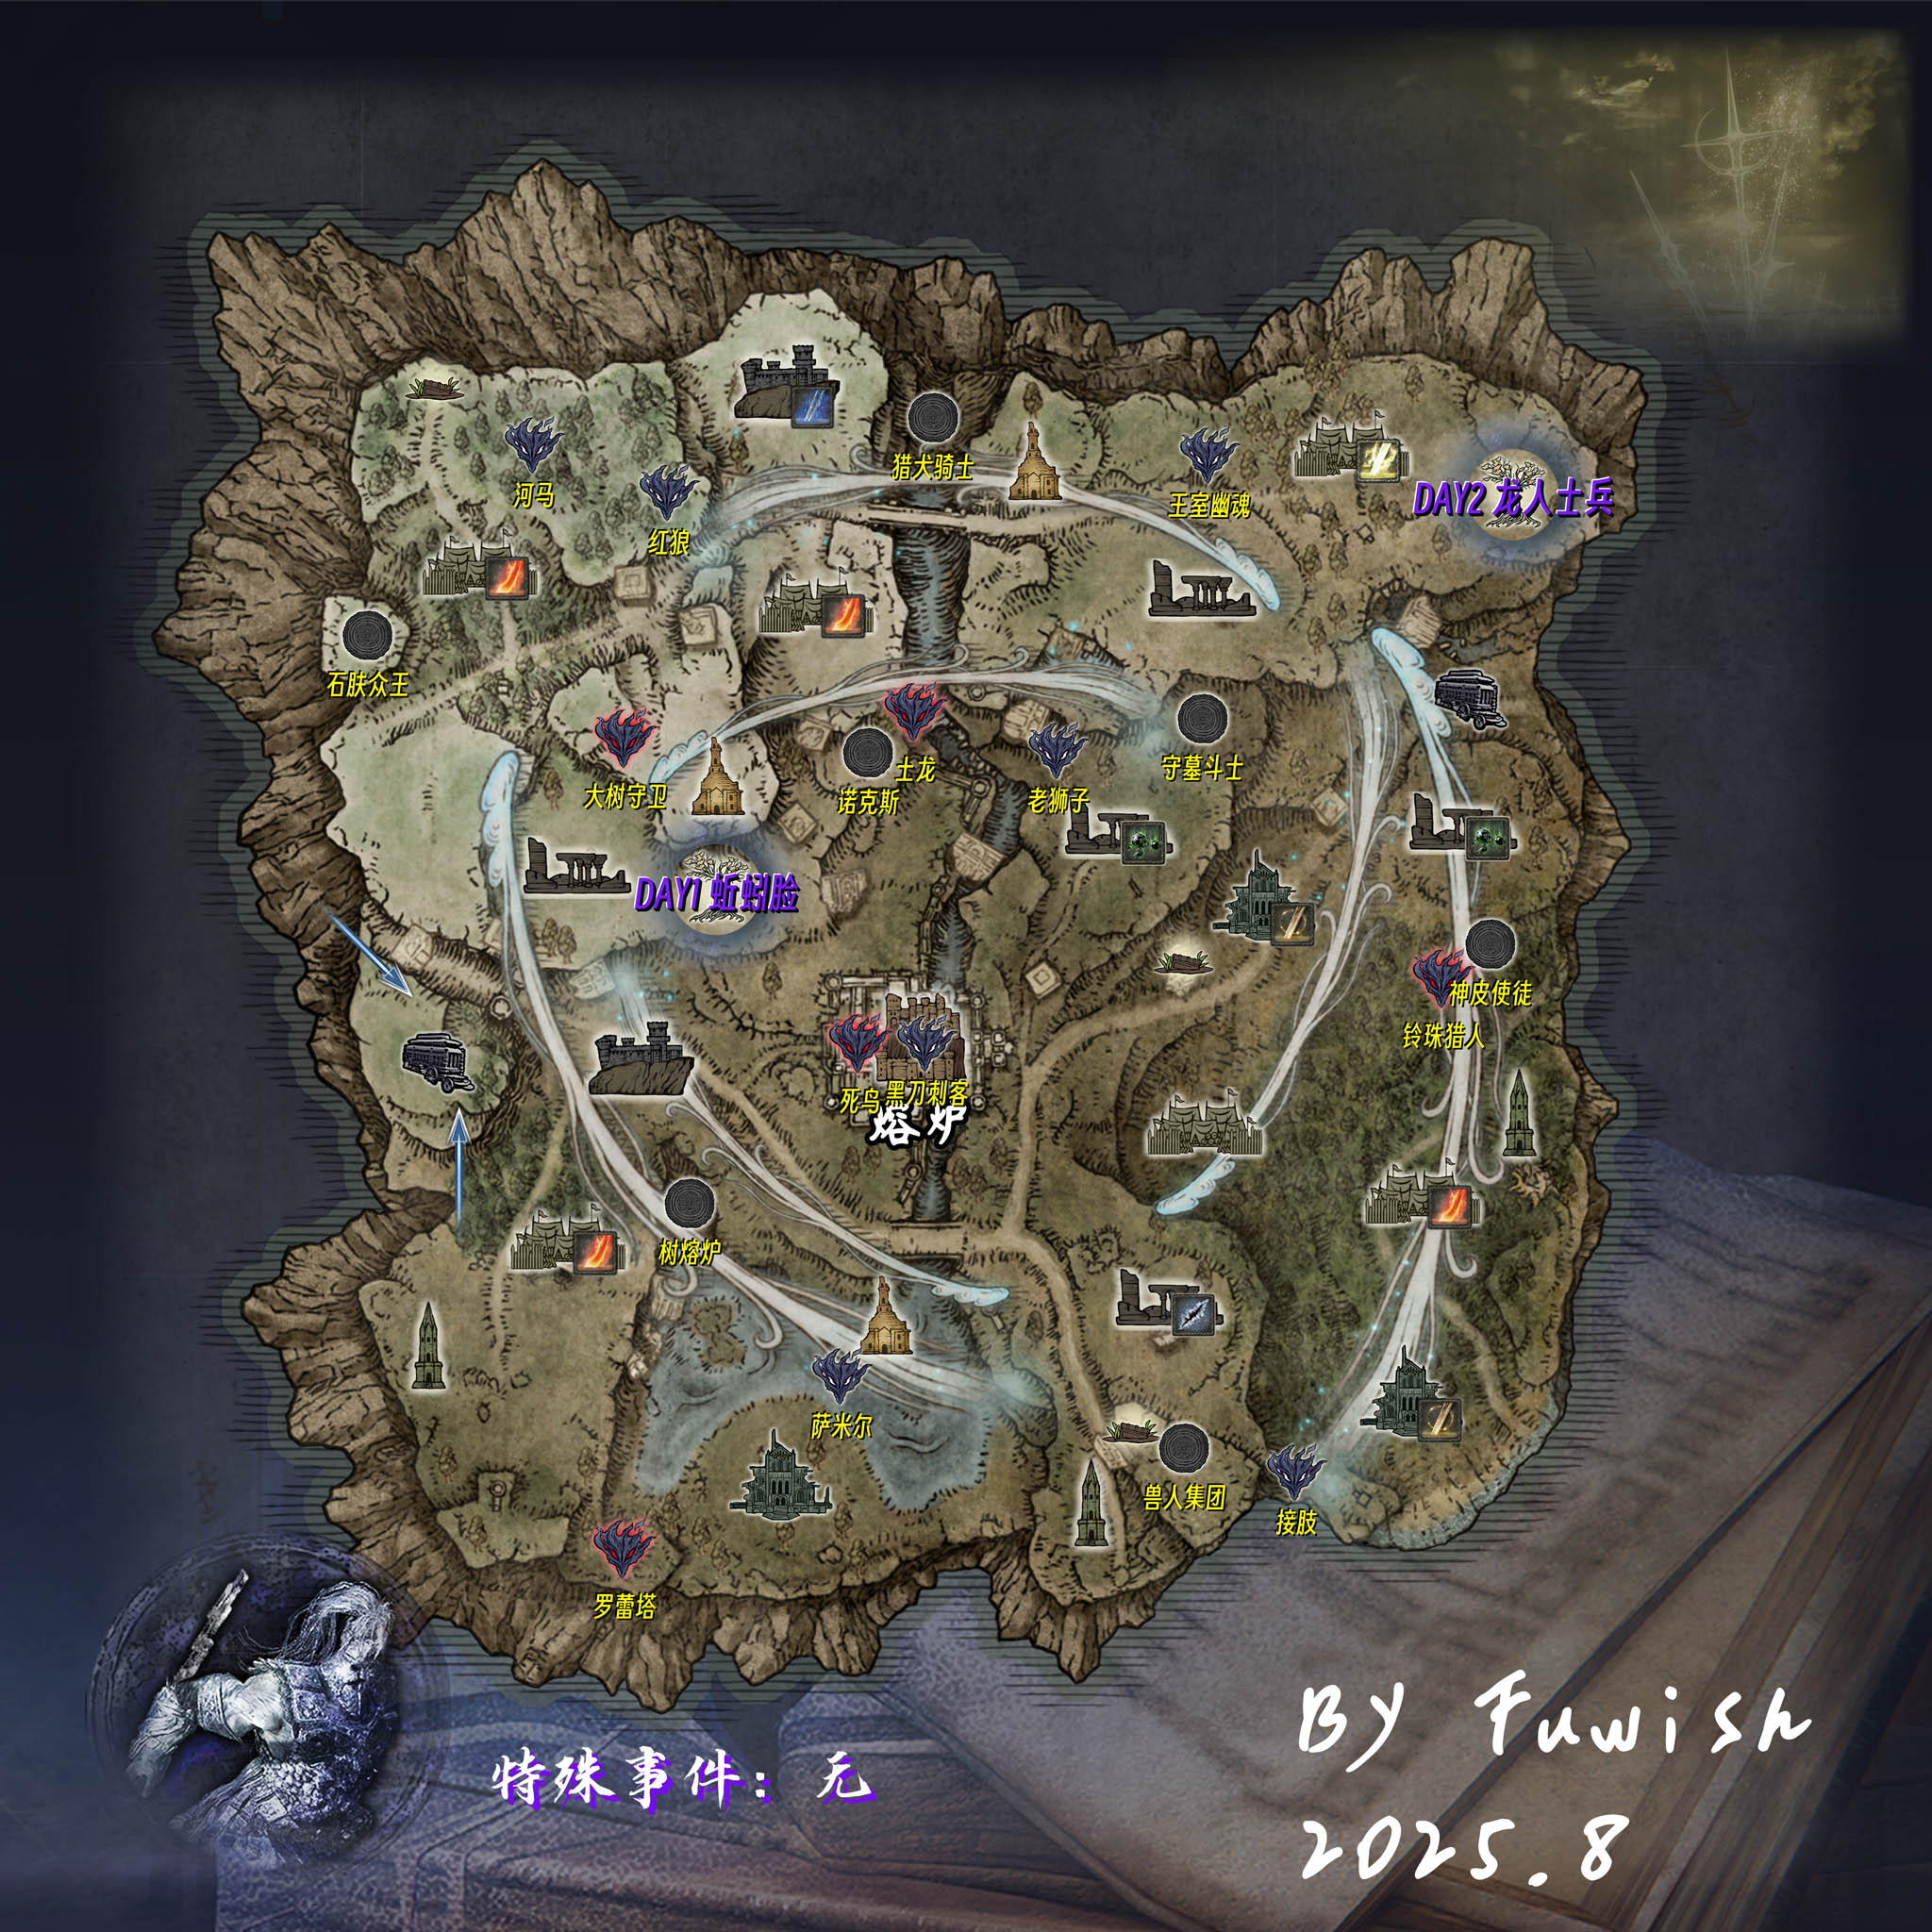 猎犬骑士
河马
王室幽魂
DAY2 龙人士兵
红狼
石肤众王
大树守卫
土龙
诺克斯
老狮子
守墓斗士
DAY1 蚯蚓脸
神皮使徒
铃珠猎人
死鸟
黑刀刺客
熔炉
树熔炉
萨米尔
兽人集团
接肢
罗蕾塔
特殊事件：无
By Fuwish
2025.8